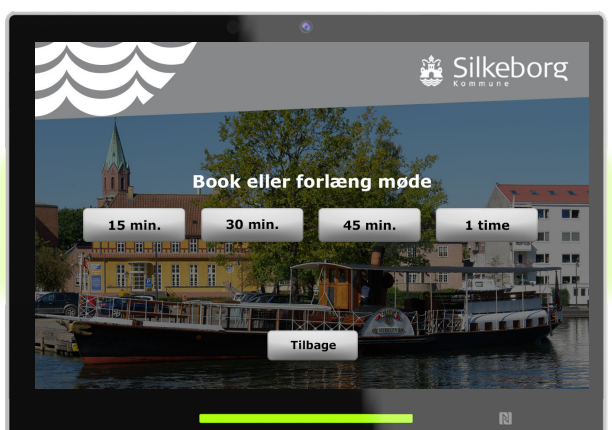 Silkeborg
Kommune
Book eller forlæng møde
15 min.
30 min.
45 min.
1 time
Tilbage